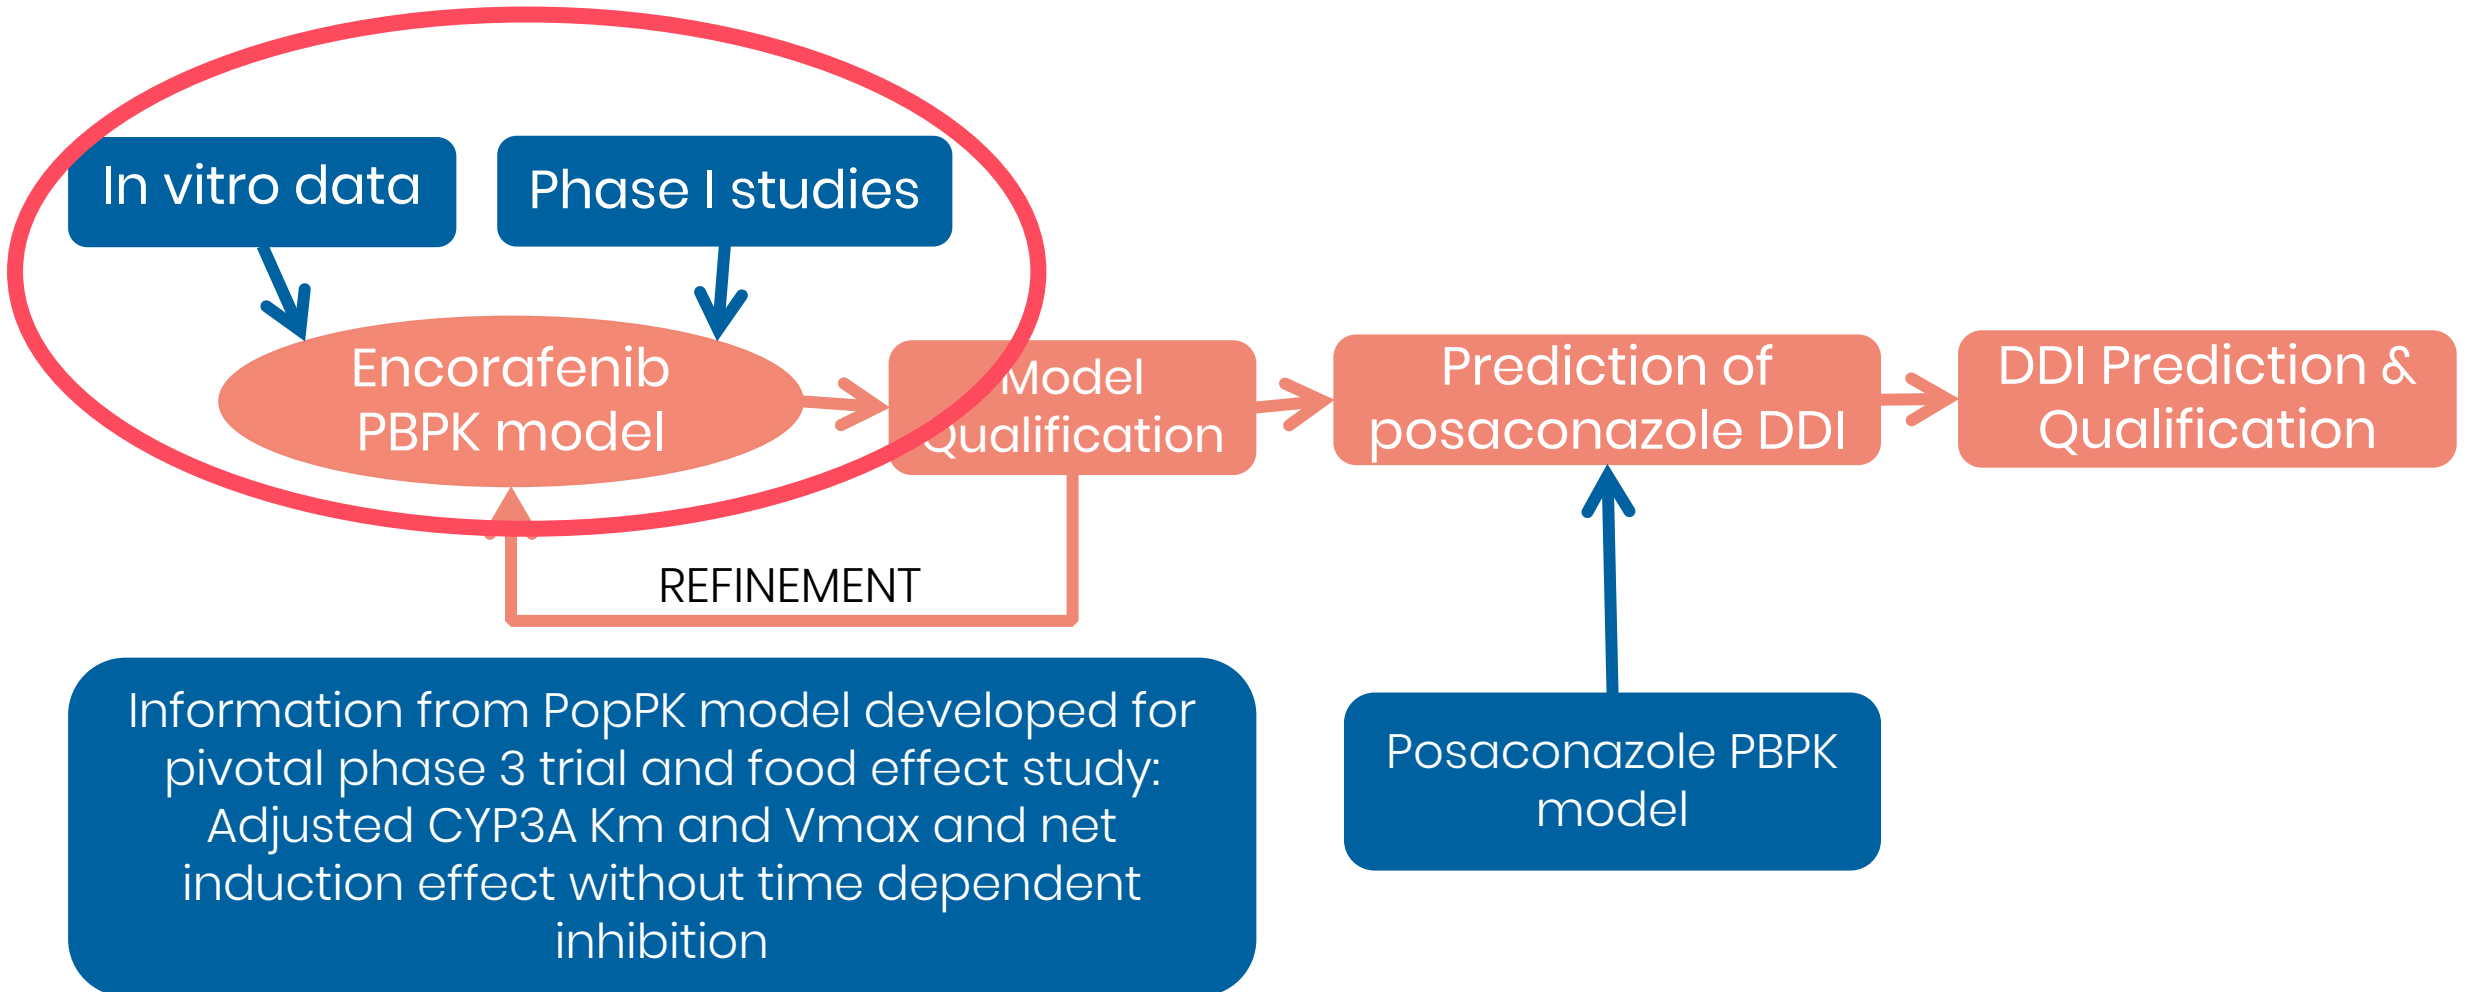 In vitro data
Phase I studies
Encorafenib
PBPK model
Model
Qualification
Prediction of
posaconazole DDI
DDI Prediction &
Qualification
REFINEMENT
Information from PopPK model developed for
pivotal phase 3 trial and food effect study:
Adjusted CYP3A Km and Vmax and net
induction effect without time dependent
inhibition
Posaconazole PBPK
model